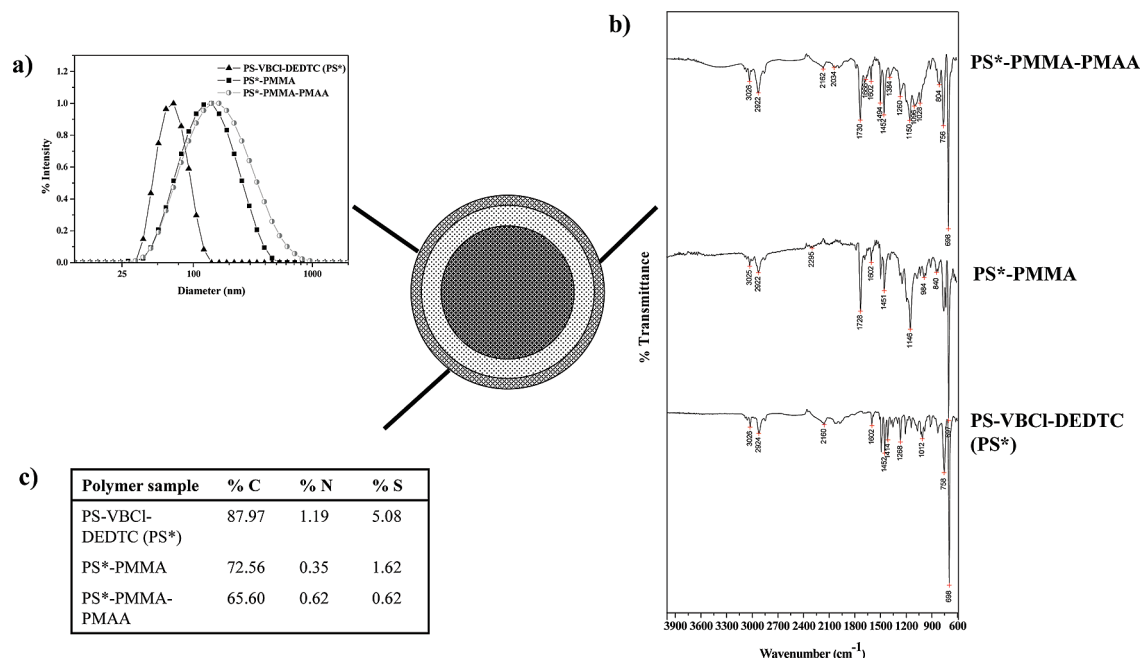 a)
PS-VBCl-DEDTC (PS*)
PS*-PMMA
PS*-PMMA-PMAA
% Intensity
1.2
1.0
0.8
0.6
0.4
0.2
0.0
25 100 1000
Diameter (nm)
b)
PS*-PMMA-PMAA
3026 2922 2162 2034 1730 1602 1494 1452 1384 1260 1150 1028 804 756 698
PS*-PMMA
3025 2922 2295 1728 1602 1451 1146 984 840 697
PS-VBCl-DEDTC
(PS*)
3026 2924 2160 1602 1452 1414 1268 1012 758 698
% Transmittance
3900 3600 3300 3000 2700 2400 2100 1800 1500 1200 900 600
Wavenumber (cm-1)
c)
Polymer sample % C % N % S
PS-VBCl- 87.97 1.19 5.08
DEDTC (PS*)
PS*-PMMA 72.56 0.35 1.62
PS*-PMMA- 65.60 0.62 0.62
PMAA